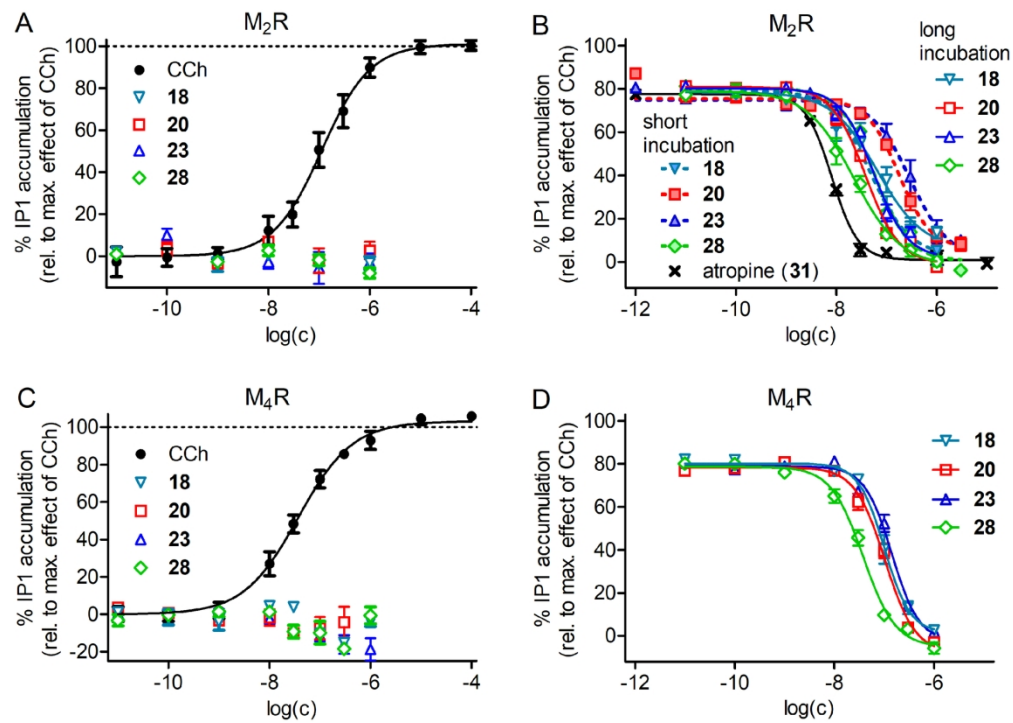 A
M2R
% IP1 accumulation
(rel. to max. effect of CCh)
100
80
60
40
20
0
CCh
18
20
23
28
-10
-8
-6
-4
log(c)
B
M2R
% IP1 accumulation
(rel. to max. effect of CCh)
100
80
60
40
20
0
long
incubation
18
20
23
28
short
incubation
18
20
23
28
atropine (31)
-12
-10
-8
-6
log(c)
C
M4R
% IP1 accumulation
(rel. to max. effect of CCh)
100
80
60
40
20
0
-20
CCh
18
20
23
28
-10
-8
-6
-4
log(c)
D
M4R
% IP1 accumulation
(rel. to max. effect of CCh)
100
80
60
40
20
0
18
20
23
28
-12
-10
-8
-6
log(c)